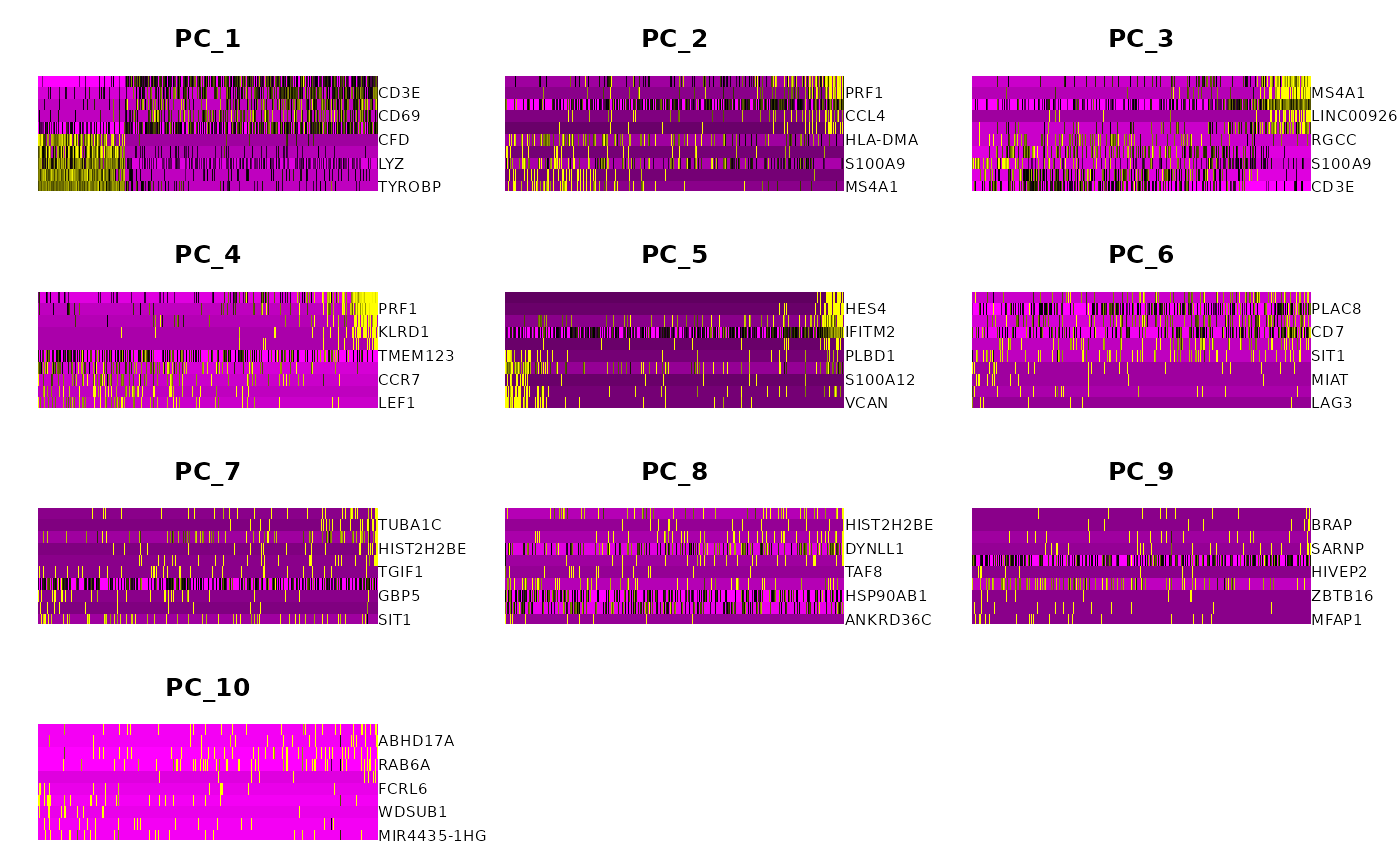 PC_1
CD3E
CD69
CFD
LYZ
TYROBP
PC_2
PRF1
CCL4
HLA-DMA
S100A9
MS4A1
PC_3
MS4A1
LINC00926
RGCC
S100A9
CD3E
PC_4
PRF1
KLRD1
TMEM123
CCR7
LEF1
PC_5
HES4
IFITM2
PLBD1
S100A12
VCAN
PC_6
PLAC8
CD7
SIT1
MIAT
LAG3
PC_7
TUBA1C
HIST2H2BE
TGIF1
GBP5
SIT1
PC_8
HIST2H2BE
DYNLL1
TAF8
HSP90AB1
ANKRD36C
PC_9
BRAP
SARNP
HIVEP2
ZBTB16
MFAP1
PC_10
ABHD17A
RAB6A
FCRL6
WDSUB1
MIR4435-1HG